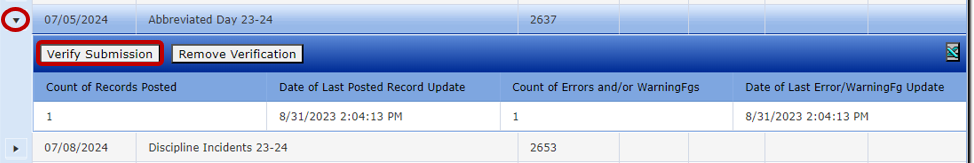 07/05/2024 Abbreviated Day 23-24 2637
Verify Submission Remove Verification
Count of Records Posted Date of Last Posted Record Update Count of Errors and/or WarningFgs Date of Last Error/WarningFg Update
1 8/31/2023 2:04:13 PM 1 8/31/2023 2:04:13 PM
07/08/2024 Discipline Incidents 23-24 2653